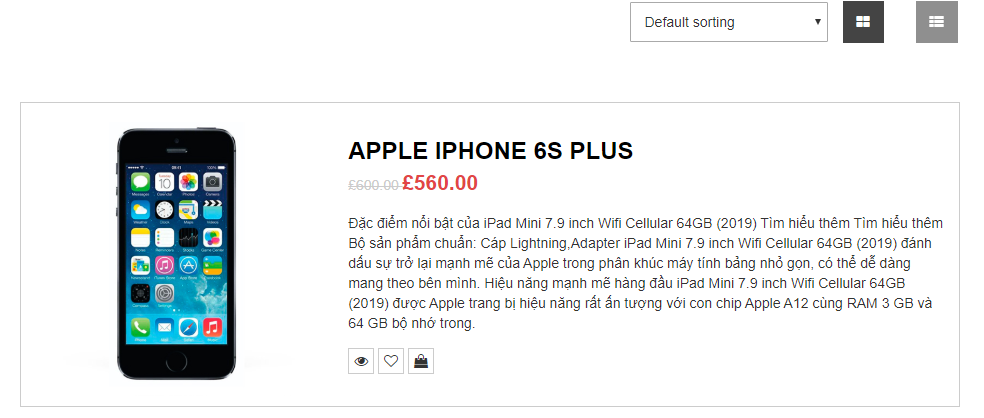 Default sorting
APPLE IPHONE 6S PLUS
£600.00 £560.00
Đặc điểm nổi bật của iPad Mini 7.9 inch Wifi Cellular 64GB (2019) Tìm hiểu thêm Tìm hiểu thêm
Bộ sản phẩm chuẩn: Cáp Lightning,Adapter iPad Mini 7.9 inch Wifi Cellular 64GB (2019) đánh
dấu sự trở lại mạnh mẽ của Apple trong phân khúc máy tính bảng nhỏ gọn, có thể dễ dàng
mang theo bên mình. Hiệu năng mạnh mẽ hàng đầu iPad Mini 7.9 inch Wifi Cellular 64GB
(2019) được Apple trang bị hiệu năng rất ấn tượng với con chip Apple A12 cùng RAM 3 GB và
64 GB bộ nhớ trong.